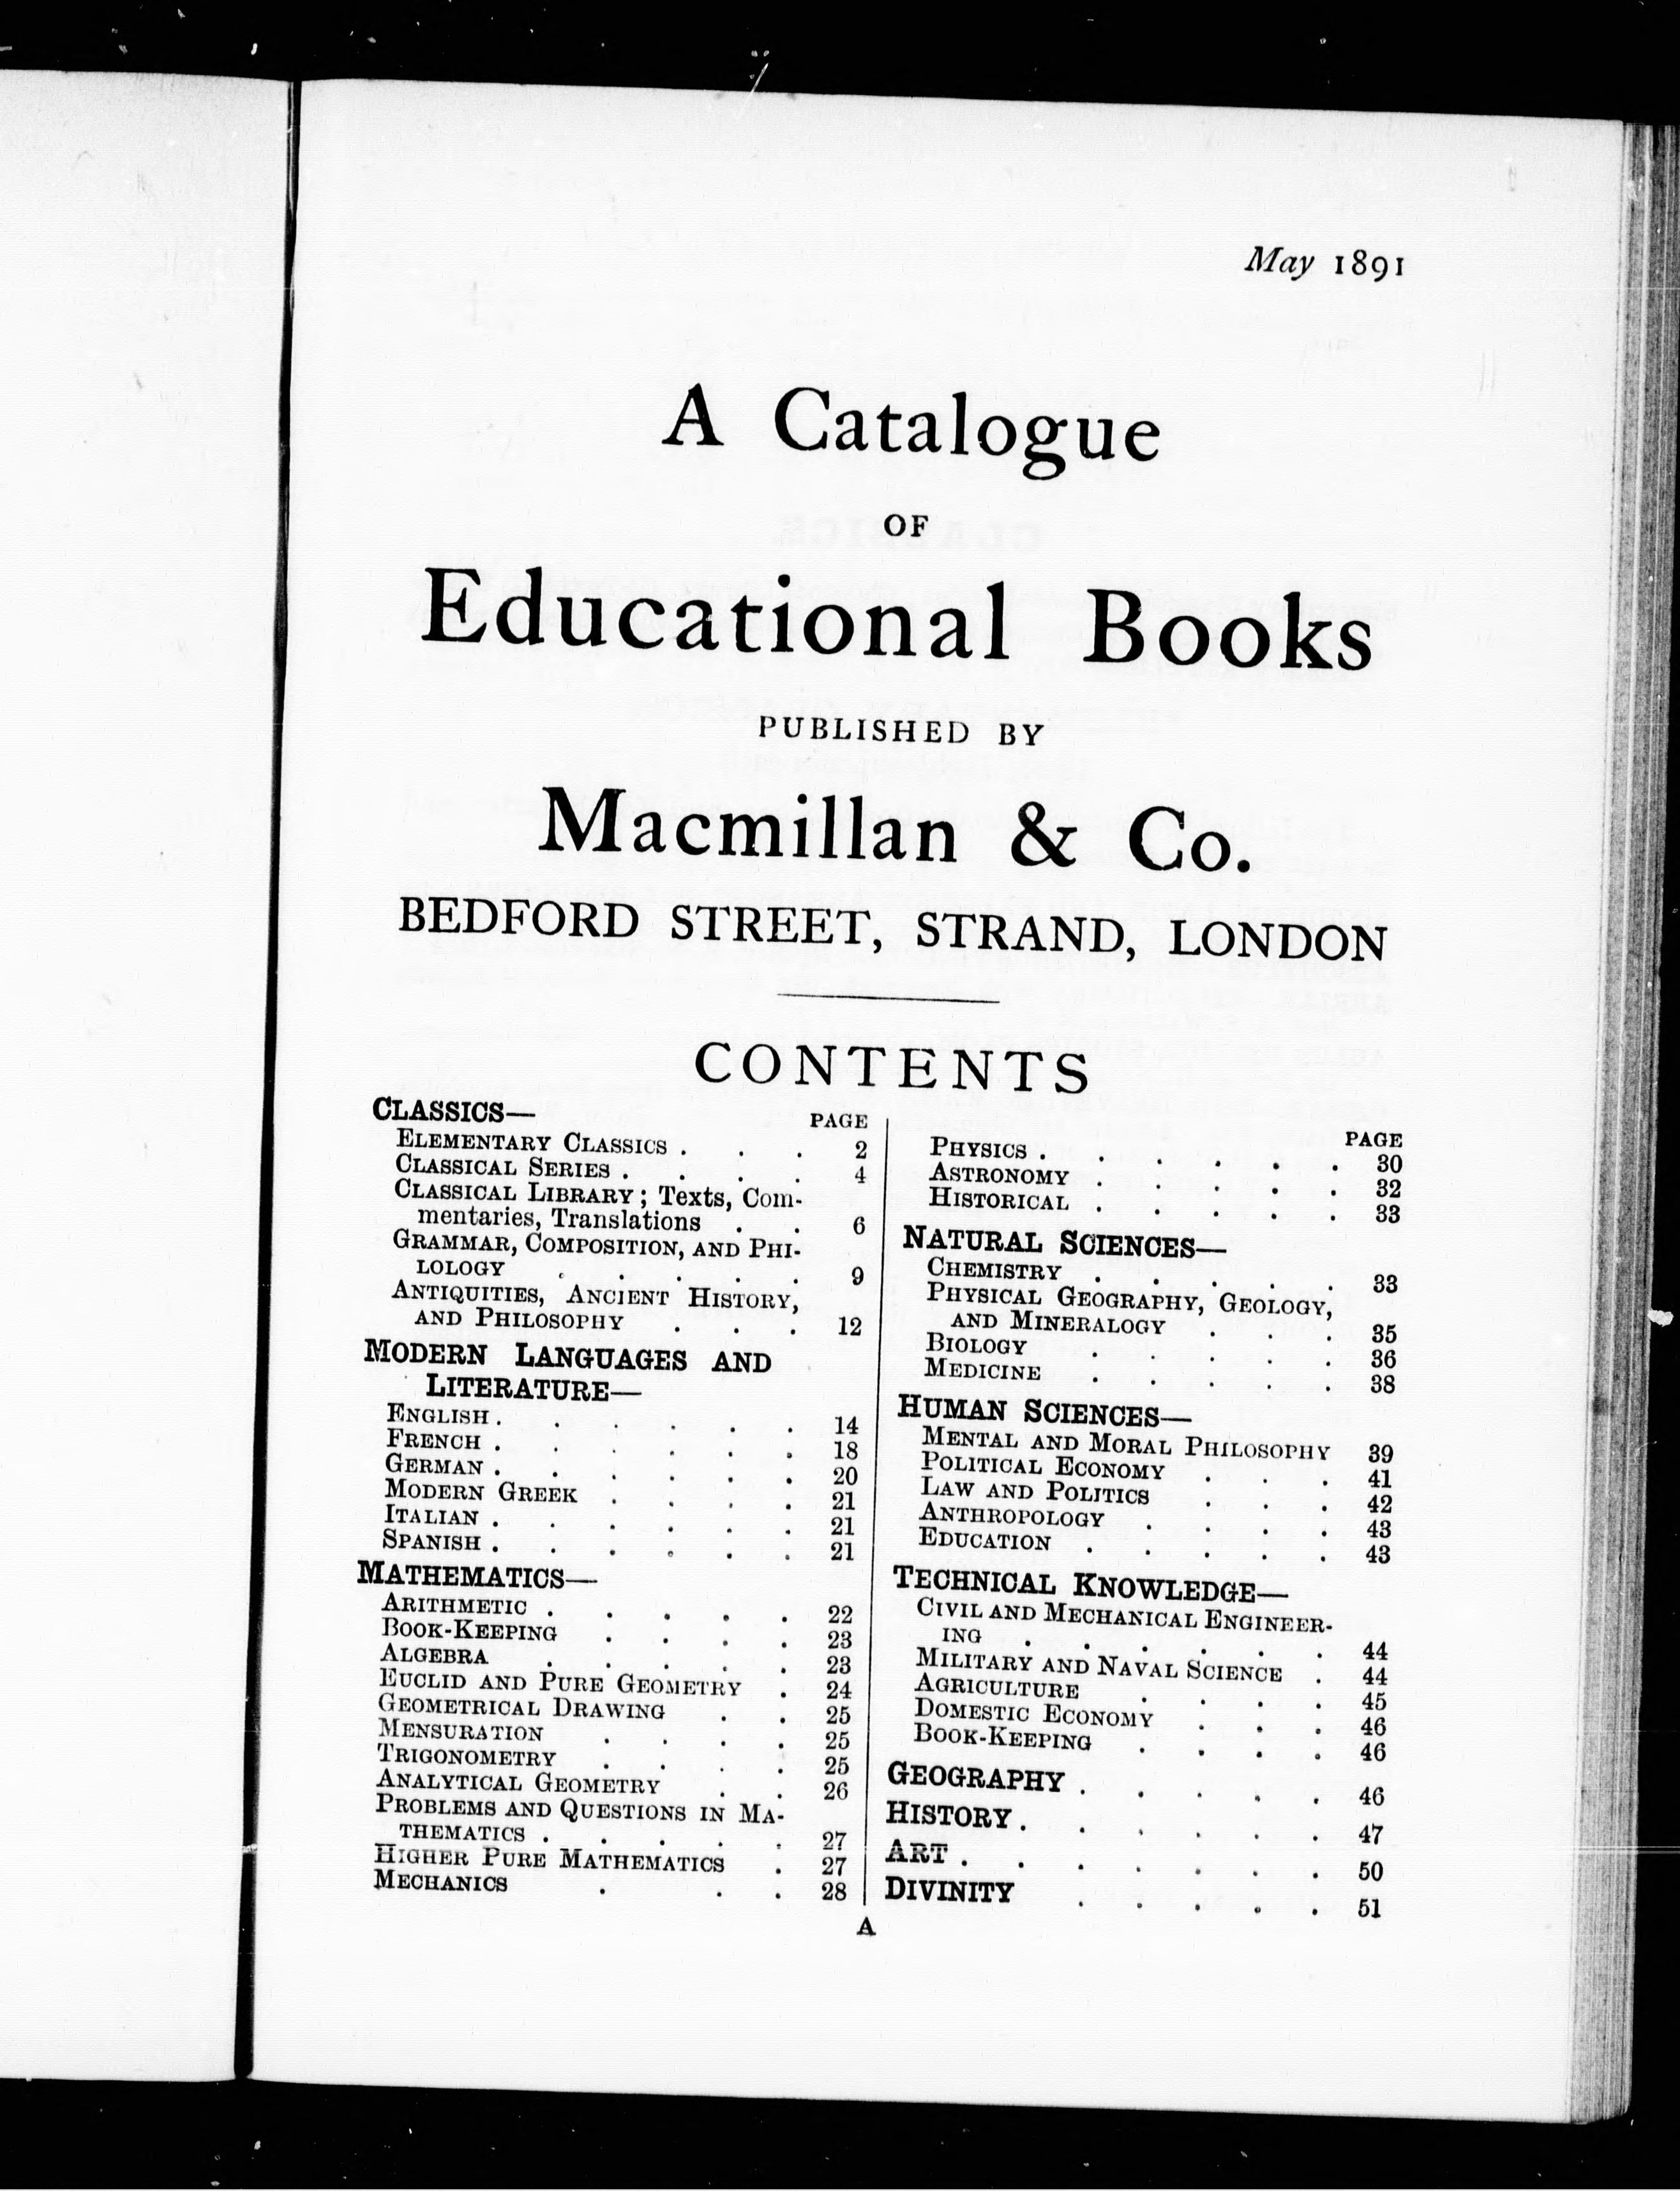 May 1891
A Catalogue
OF
Educational Books
PUBLISHED BY
Macmillan & Co.
BEDFORD STREET, STRAND, LONDON
CONTENTS
CLASSICS—
PAGE
ELEMENTARY CLASSICS . . . 2
CLASSICAL SERIES . . . . 4
CLASSICAL LIBRARY; Texts, Com-
mentaries, Translations . . 6
GRAMMAR, COMPOSITION, AND PHI-
LOLOGY . . . . . 9
ANTIQUITIES, ANCIENT HISTORY,
AND PHILOSOPHY . . . 12
MODERN LANGUAGES AND
LITERATURE—
ENGLISH . . . . . . 14
FRENCH . . . . . . 18
GERMAN . . . . . . 20
MODERN GREEK . . . . 21
ITALIAN . . . . . . 21
SPANISH . . . . . . 21
MATHEMATICS—
ARITHMETIC . . . . . 22
BOOK-KEEPING . . . . 23
ALGEBRA . . . . . 23
EUCLID AND PURE GEOMETRY . 24
GEOMETRICAL DRAWING . . 25
MENSURATION . . . . 25
TRIGONOMETRY . . . . 25
ANALYTICAL GEOMETRY . . 26
PROBLEMS AND QUESTIONS IN MA-
THEMATICS . . . . . 27
HIGHER PURE MATHEMATICS . 27
MECHANICS . . . 28
PAGE
PHYSICS . . . . . . 30
ASTRONOMY . . . . . 32
HISTORICAL . . . . . 33
NATURAL SCIENCES—
CHEMISTRY . . . . . 33
PHYSICAL GEOGRAPHY, GEOLOGY,
AND MINERALOGY . . . 35
BIOLOGY . . . . . 36
MEDICINE . . . . . 38
HUMAN SCIENCES—
MENTAL AND MORAL PHILOSOPHY 39
POLITICAL ECONOMY . . . 41
LAW AND POLITICS . . . 42
ANTHROPOLOGY . . . . 43
EDUCATION . . . . . 43
TECHNICAL KNOWLEDGE—
CIVIL AND MECHANICAL ENGINEER-
ING . . . . . . 44
MILITARY AND NAVAL SCIENCE . 44
AGRICULTURE . . . . 45
DOMESTIC ECONOMY . . . 46
BOOK-KEEPING . . . . 46
GEOGRAPHY . . . . . 46
HISTORY . . . . . . 47
ART . . . . . . . 50
DIVINITY . . . . . 51
A